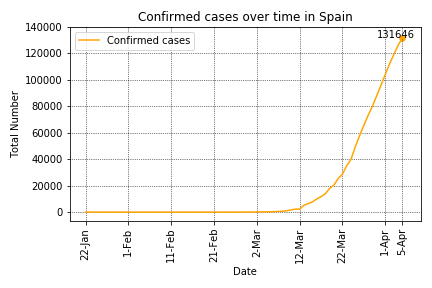 Confirmed cases over time in Spain
140000
120000
100000
80000
60000
40000
20000
0
Total Number
Confirmed cases
131646
22-Jan
1-Feb
11-Feb
21-Feb
2-Mar
12-Mar
22-Mar
1-Apr
5-Apr
Date